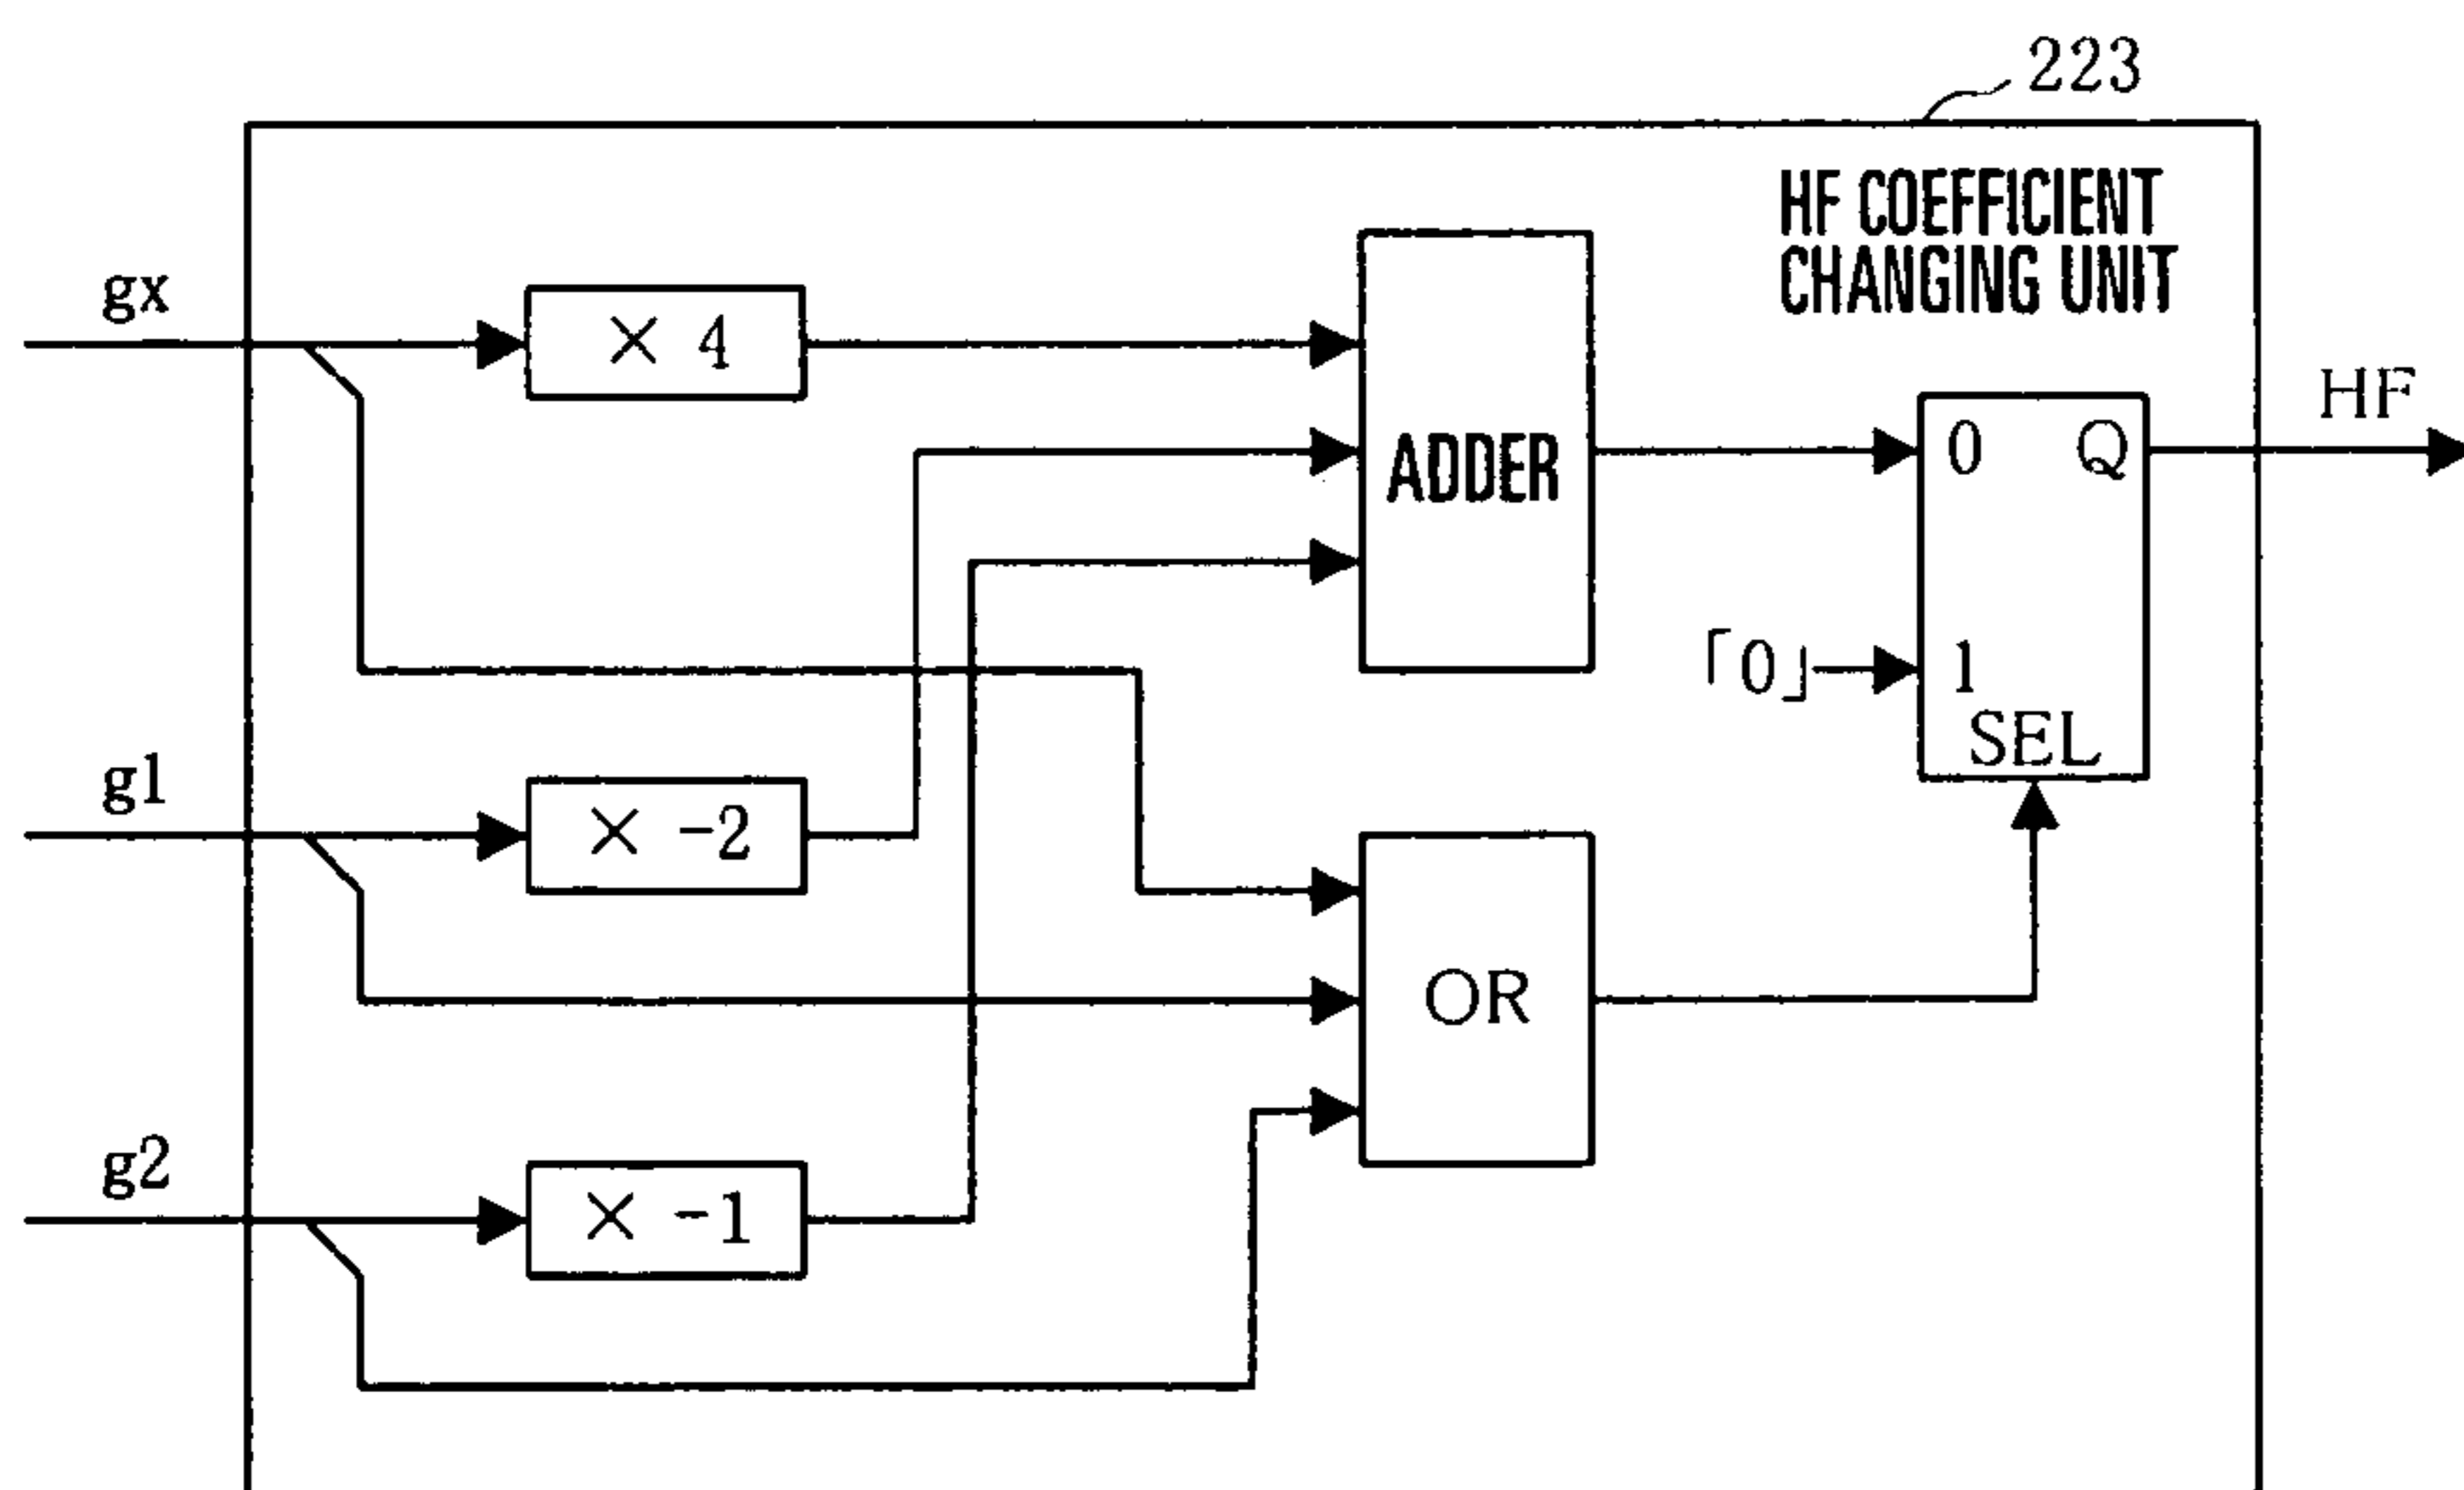 223
HF COEFFICIENT
CHANGING UNIT
gx
× 4
HF
ADDER
0 Q
「0」
1
SEL
g1
× -2
OR
g2
× -1